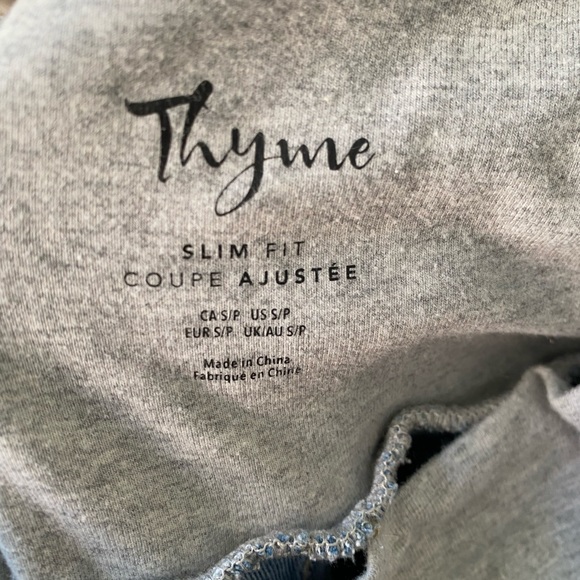 Thyme
SLIM FIT
COUPE AJUSTÉE
CA S/P US S/P
EUR S/P UK/AU S/P
Made in China
Fabriqué en Chine